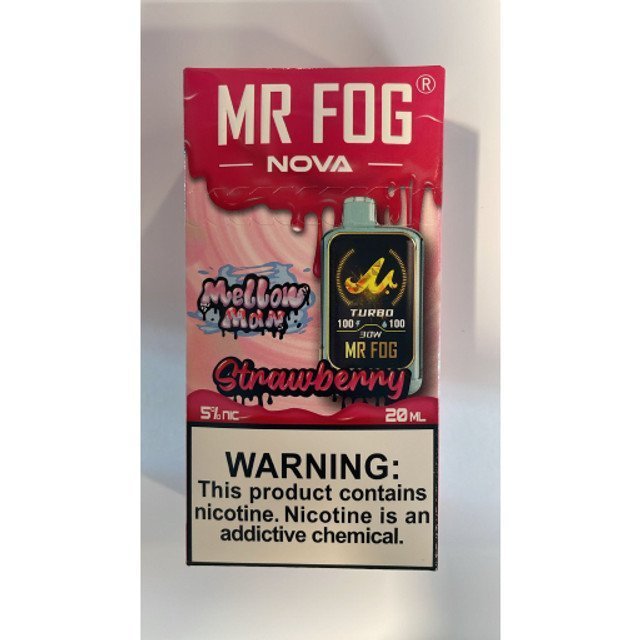 MR FOG®
NOVA
Mellow
Man
TURBO
100 100
30W
MR FOG
Strawberry
5% NIC
20 ML
WARNING:
This product contains
nicotine. Nicotine is an
addictive chemical.